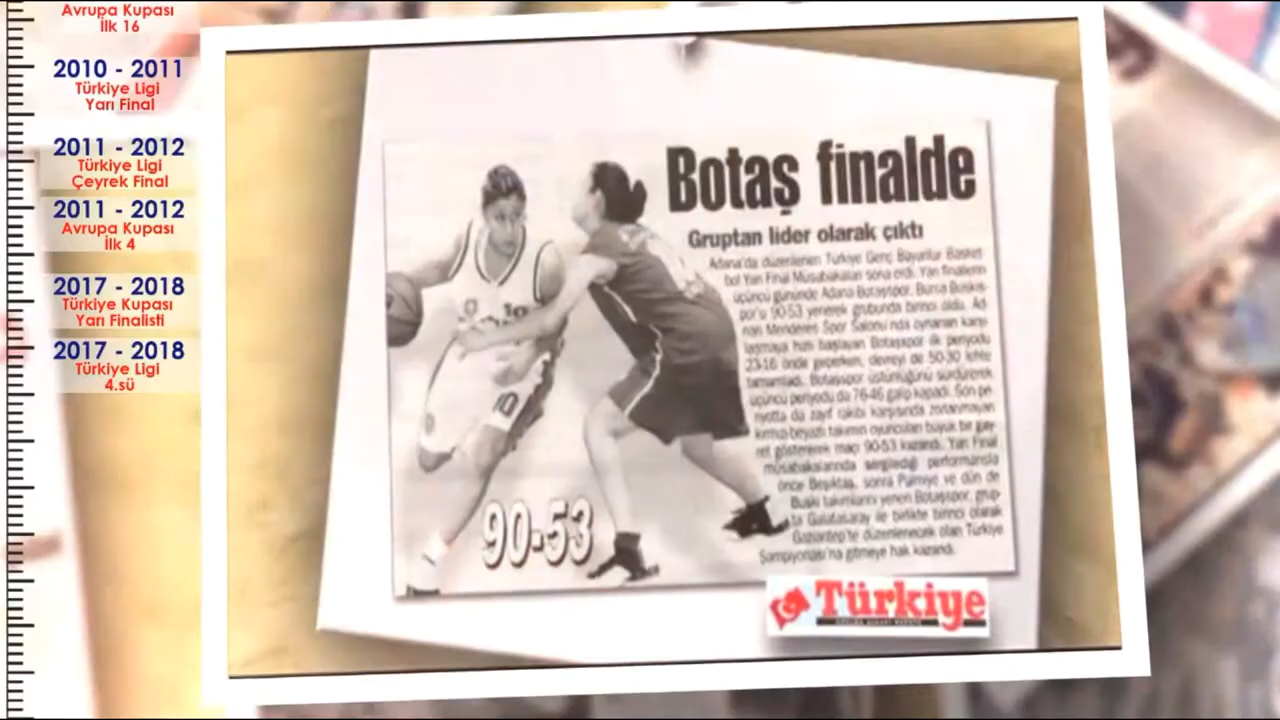 Avrupa Kupası
İlk 16
2010 - 2011
Türkiye Ligi
Yarı Final
2011 - 2012
Türkiye Ligi
Çeyrek Final
2011 - 2012
Avrupa Kupası
İlk 4
2017 - 2018
Türkiye Kupası
Yarı Finalisti
2017 - 2018
Türkiye Ligi
4.sü
Botaş finalde
Gruptan lider olarak çıktı
Adana'da düzenlenen Türkiye Genç Bayanlar Basket-
bol Yarı Final Müsabakaları sona erdi. Yarı finallerin
üçüncü gününde Adana Botaşspor, Bursa Buskis-
por'u 90-53 yenerek grubunda birinci oldu. Ad-
nan Menderes Spor Salonu'nda oynanan karşı-
laşmaya hızlı başlayan Botaşspor ilk periyodu
23-16 önde geçerken, devreyi de 50-30 
tamamladı. Botaşspor üstünlüğünü sürdürerek
üçüncü periyodu da 76-46 galip kapadı. Son pe-
riyotta da zayıf rakibi karşısında zorlanmayan
kırmızı-beyazlı takımın oyuncuları büyük bir gay-
ret göstererek maçı 90-53 kazandı. Yarı Final
müsabakalarında sergilediği performansla
önce Beşiktaş, sonra ve dün de
Buski takımlarını yenen Botaşspor, grup-
ta Galatasaray ile birlikte birinci olarak
Gaziantep'te düzenlenecek olan Türkiye
Şampiyonası'na gitmeye hak kazandı.
10
90-53
Türkiye